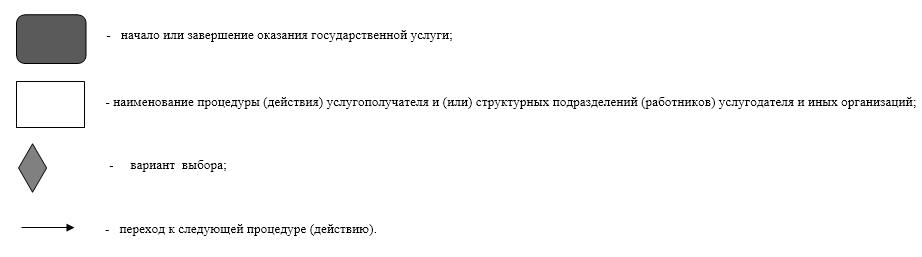 - начало или завершение оказания государственной услуги;
- наименование процедуры (действия) услугополучателя и (или) структурных подразделений (работников) услугодателя и иных организаций;
- вариант выбора;
- переход к следующей процедуре (действию).